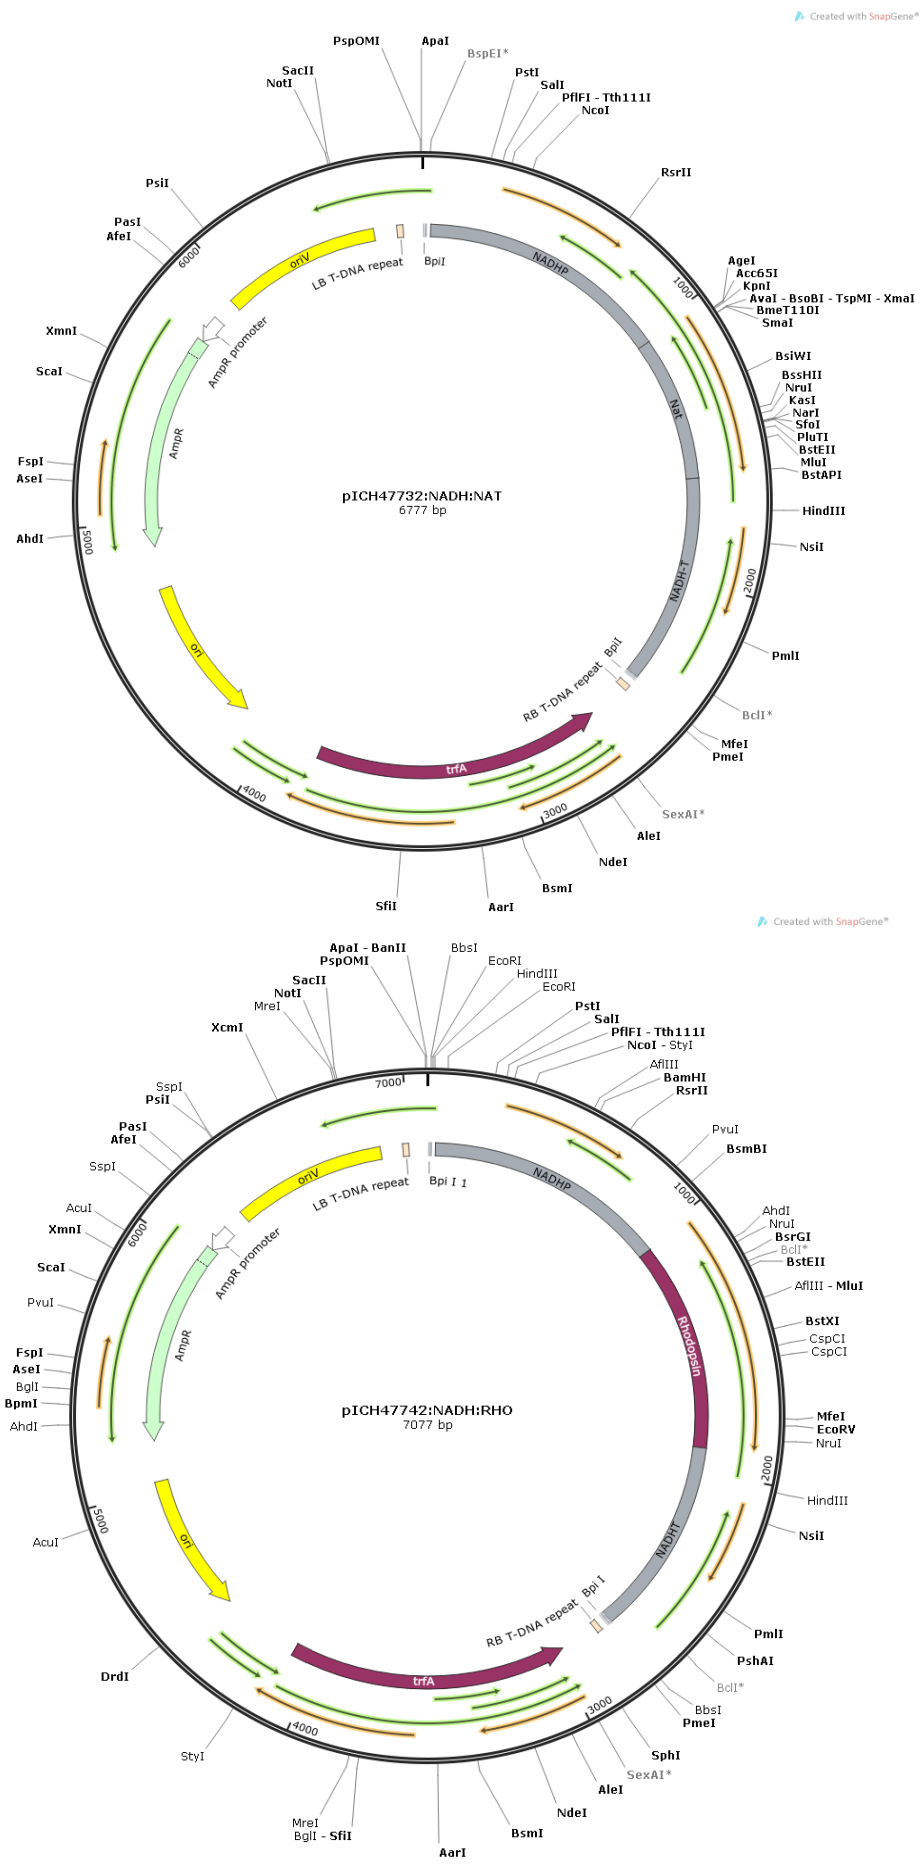 Created with SnapGene®
PspOMI
ApaI
BspEI*
SacII
NotI
PstI
SalI
PflFI - Tth111I
NcoI
RsrII
PsiI
PasI
AfeI
6000
oriV
LB T-DNA repeat
BpiI
NADHP
1000
AgeI
Acc65I
KpnI
AvaI - BsoBI - TspMI - XmaI
BmeT110I
SmaI
XmnI
ScaI
AmpR promoter
AmpR
Nat
BsiWI
BssHII
NruI
KasI
NarI
SfoI
PluTI
BstEII
MluI
BstAPI
FspI
AseI
AhdI
5000
pICH47732:NADH:NAT
6777 bp
HindIII
NsiI
NADH-T
2000
ori
BpiI
RB T-DNA repeat
PmlI
BclI*
MfeI
PmeI
trfA
4000
3000
SexAI*
AleI
NdeI
BsmI
AarI
SfiI
Created with SnapGene®
ApaI - BanII
PspOMI
BbsI
EcoRI
HindIII
EcoRI
SacII
NotI
MreI
XcmI
PstI
SalI
PflFI - Tth111I
NcoI - StyI
AflIII
BamHI
RsrII
7000
SspI
PsiI
PasI
AfeI
SspI
PvuI
BsmBI
oriV
LB T-DNA repeat
Bpi I 1
NADHP
1000
AcuI
XmnI
6000
ScaI
PvuI
AmpR promoter
AmpR
AhdI
NruI
BsrGI
BclI*
BstEII
AflIII - MluI
BstXI
CspCI
CspCI
Rhodopsin
FspI
AseI
BglI
BpmI
AhdI
pICH47742:NADH:RHO
7077 bp
MfeI
EcoRV
NruI
2000
HindIII
NsiI
5000
AcuI
ori
NADHT
Bpi I
RB T-DNA repeat
PmlI
PshAI
BclI*
BbsI
PmeI
trfA
DrdI
StyI
4000
3000
SphI
SexAI*
AleI
NdeI
BsmI
AarI
MreI
BglI - SfiI